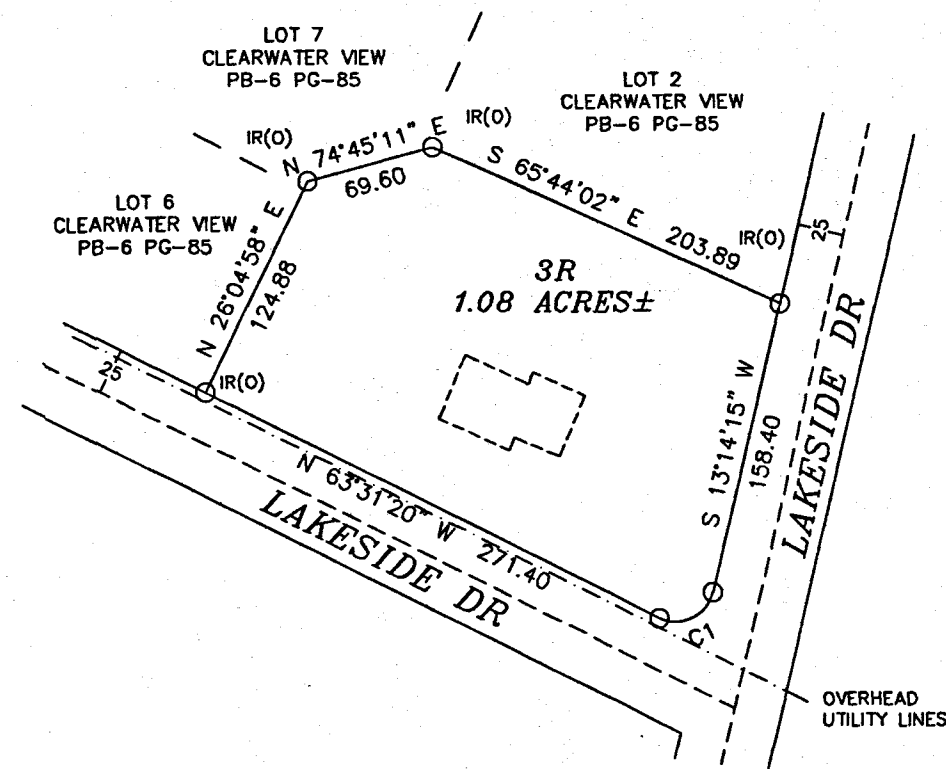 LOT 7
CLEARWATER VIEW
PB-6 PG-85
LOT 2
CLEARWATER VIEW
PB-6 PG-85
IR(O)
IR(O)
N 74°45'11" E
69.60
S 65°44'02" E 203.89
IR(O)
25
LOT 6
CLEARWATER VIEW
PB-6 PG-85
N 26°04'58" E
124.88
3R
1.08 ACRES±
25
IR(O)
S 13°14'15" W
158.40
LAKESIDE DR
N 63°31'20" W 271.40
LAKESIDE DR
C1
OVERHEAD
UTILITY LINES